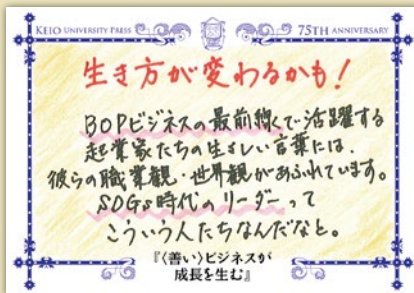 KEIO UNIVERSITY PRESS
75TH ANNIVERSARY
生き方が変わるかも!
BOPビジネスの最前線で活躍する
起業家たちの生々しい言葉には、
彼らの職業観・世界観があふれています。
SDGs時代のリーダーって
こういう人たちなんだなと。
『〈善い〉ビジネスが
成長を生む』